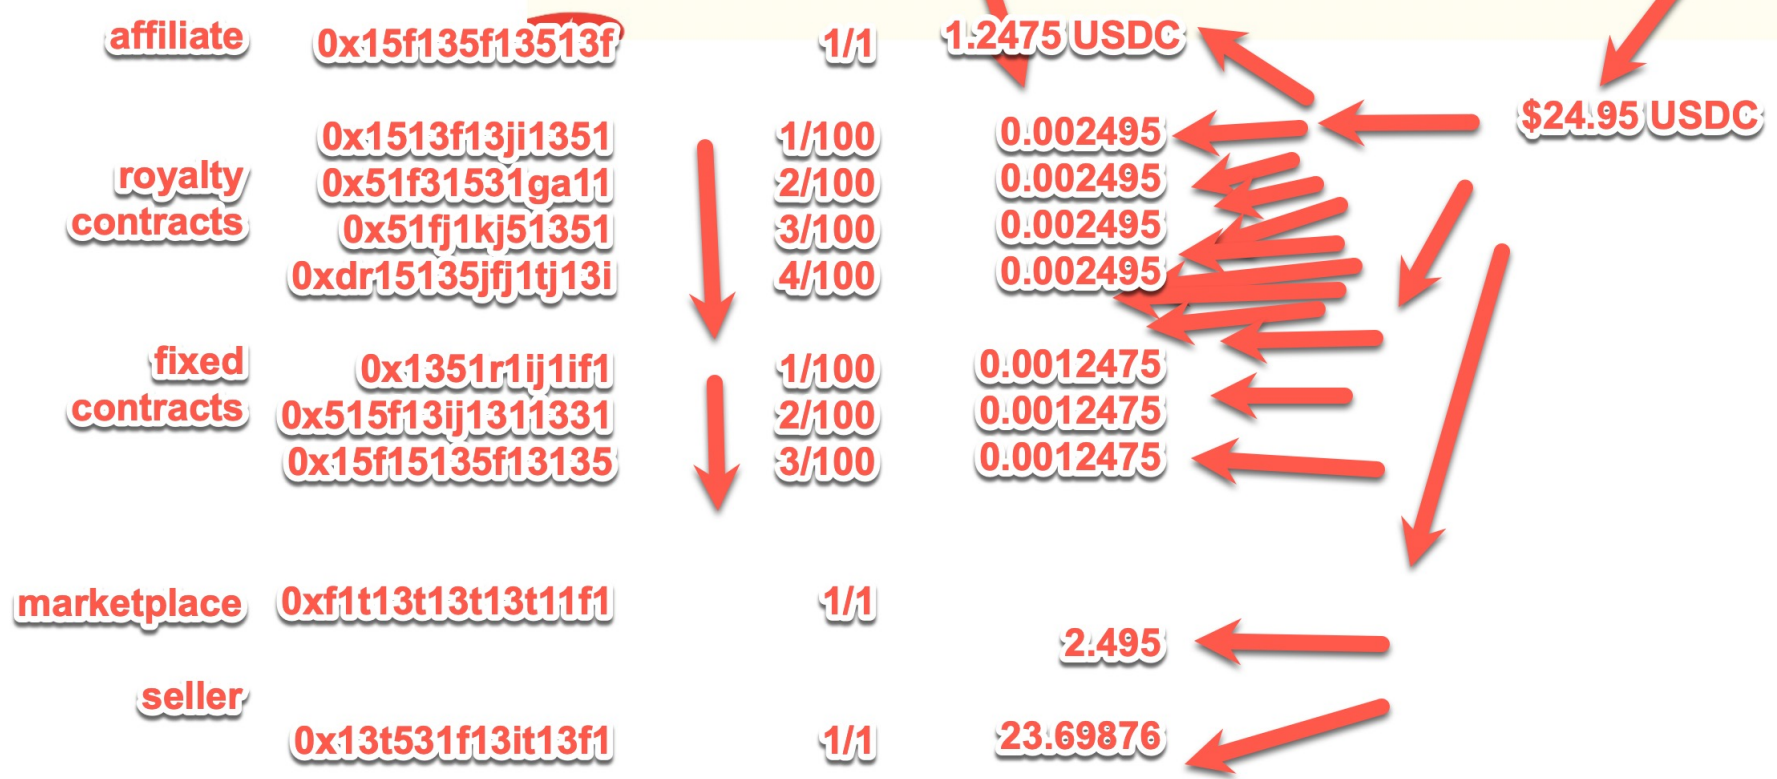 affiliate 0x15f135f13513f 1/1 1.2475 USDC
$24.95 USDC
0x1513f13ji1351 1/100 0.002495
royalty 0x51f31531ga11 2/100 0.002495
contracts 0x51fj1kj51351 3/100 0.002495
0xdr15135jfj1tj13i 4/100 0.002495
fixed 0x1351r1ij1if1 1/100 0.0012475
contracts 0x515f13ij1311331 2/100 0.0012475
0x15f15135f13135 3/100 0.0012475
marketplace 0xf1t13t13t13t11f1 1/1
2.495
seller
0x13t531f13it13f1 1/1 23.69876